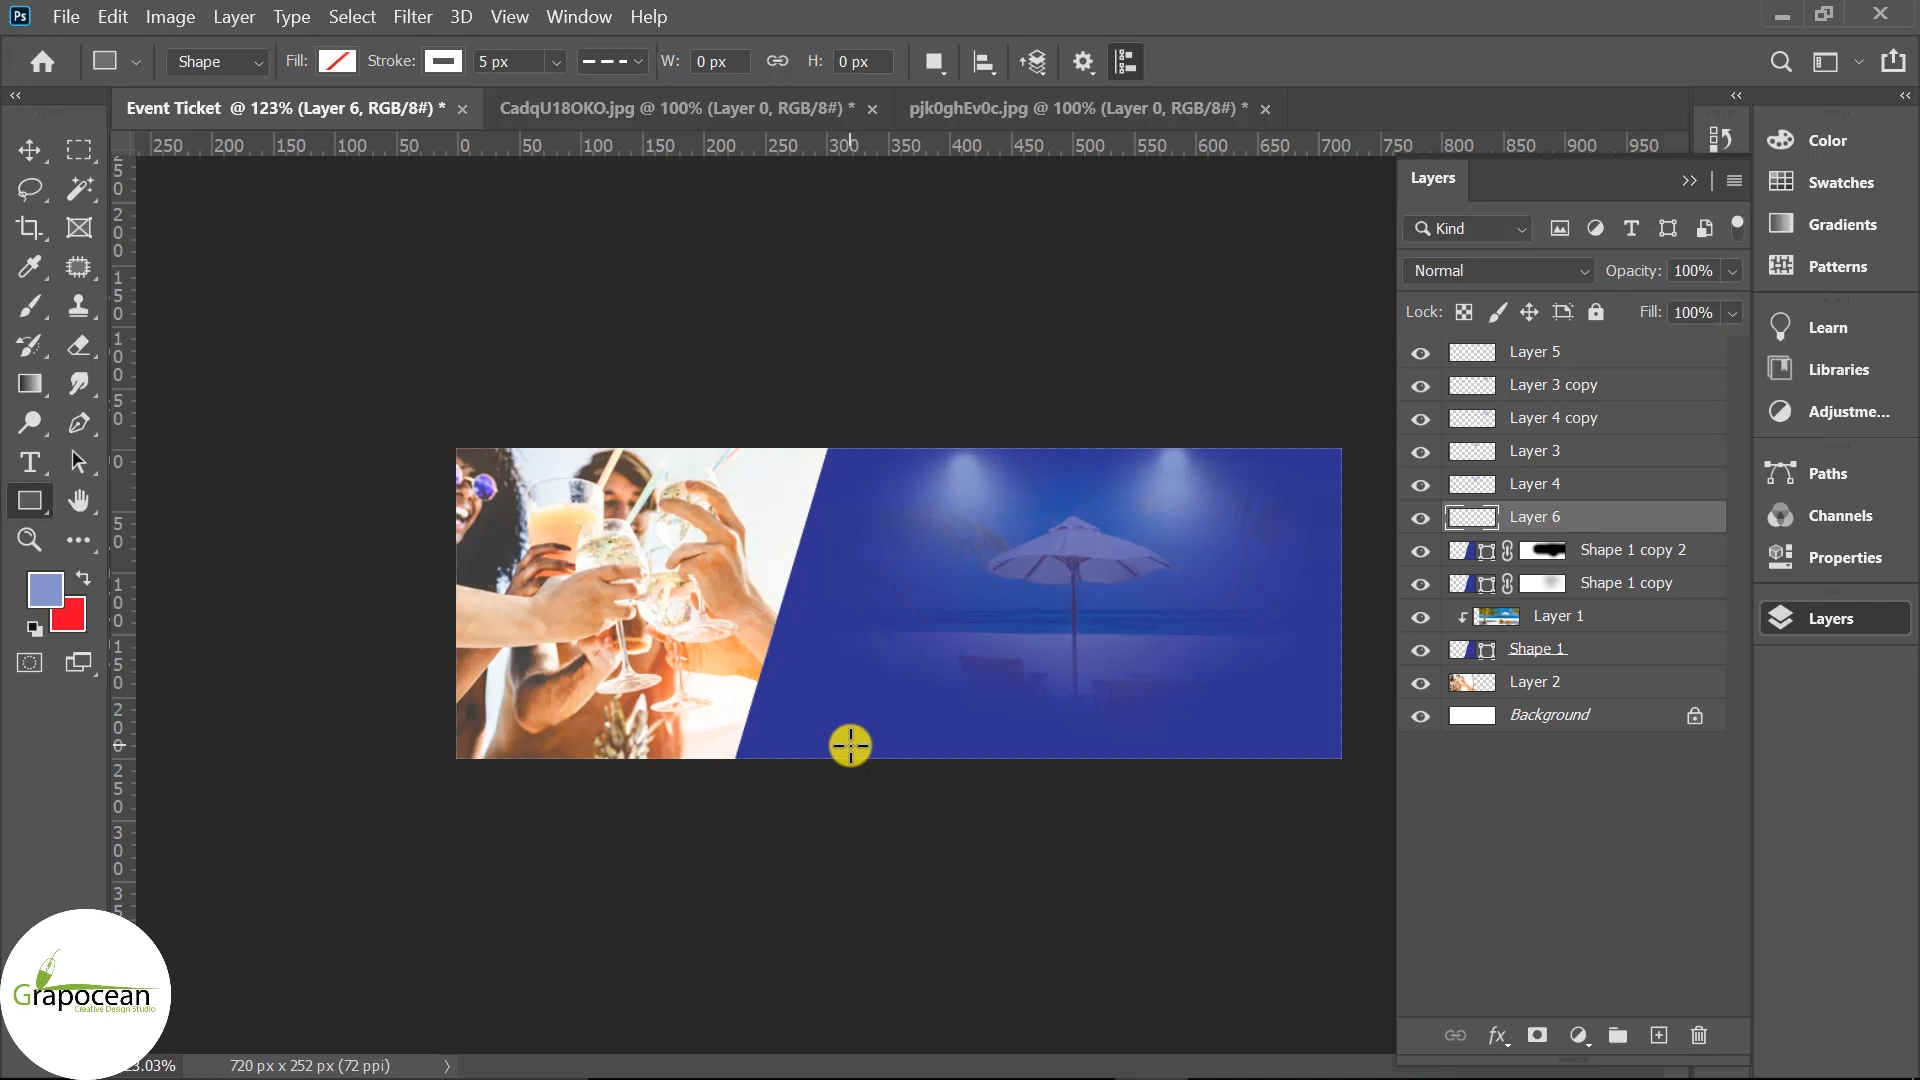 Ps File Edit Image Layer Type Select Filter 3D View Window Help
Shape Fill: Stroke: 5 px W: 0 px H: 0 px
Event Ticket @ 123% (Layer 6, RGB/8#) * × CadqU18OKO.jpg @ 100% (Layer 0, RGB/8#) * × pjk0ghEv0c.jpg @ 100% (Layer 0, RGB/8#) * ×
250 200 150 100 50 0 50 100 150 200 250 300 350 400 450 500 550 600 650 700 750 800 850 900 950
Layers
Kind
Normal Opacity: 100%
Lock: Fill: 100%
Layer 5
Layer 3 copy
Layer 4 copy
Layer 3
Layer 4
Layer 6
Shape 1 copy 2
Shape 1 copy
Layer 1
Shape 1
Layer 2
Background
Color
Swatches
Gradients
Patterns
Learn
Libraries
Adjustme...
Paths
Channels
Properties
Layers
Grapocean
Creative Design Studio
3.03% 720 px x 252 px (72 ppi)